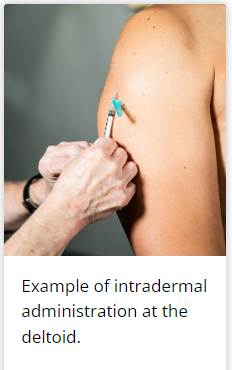 Example of intradermal
administration at the
deltoid.